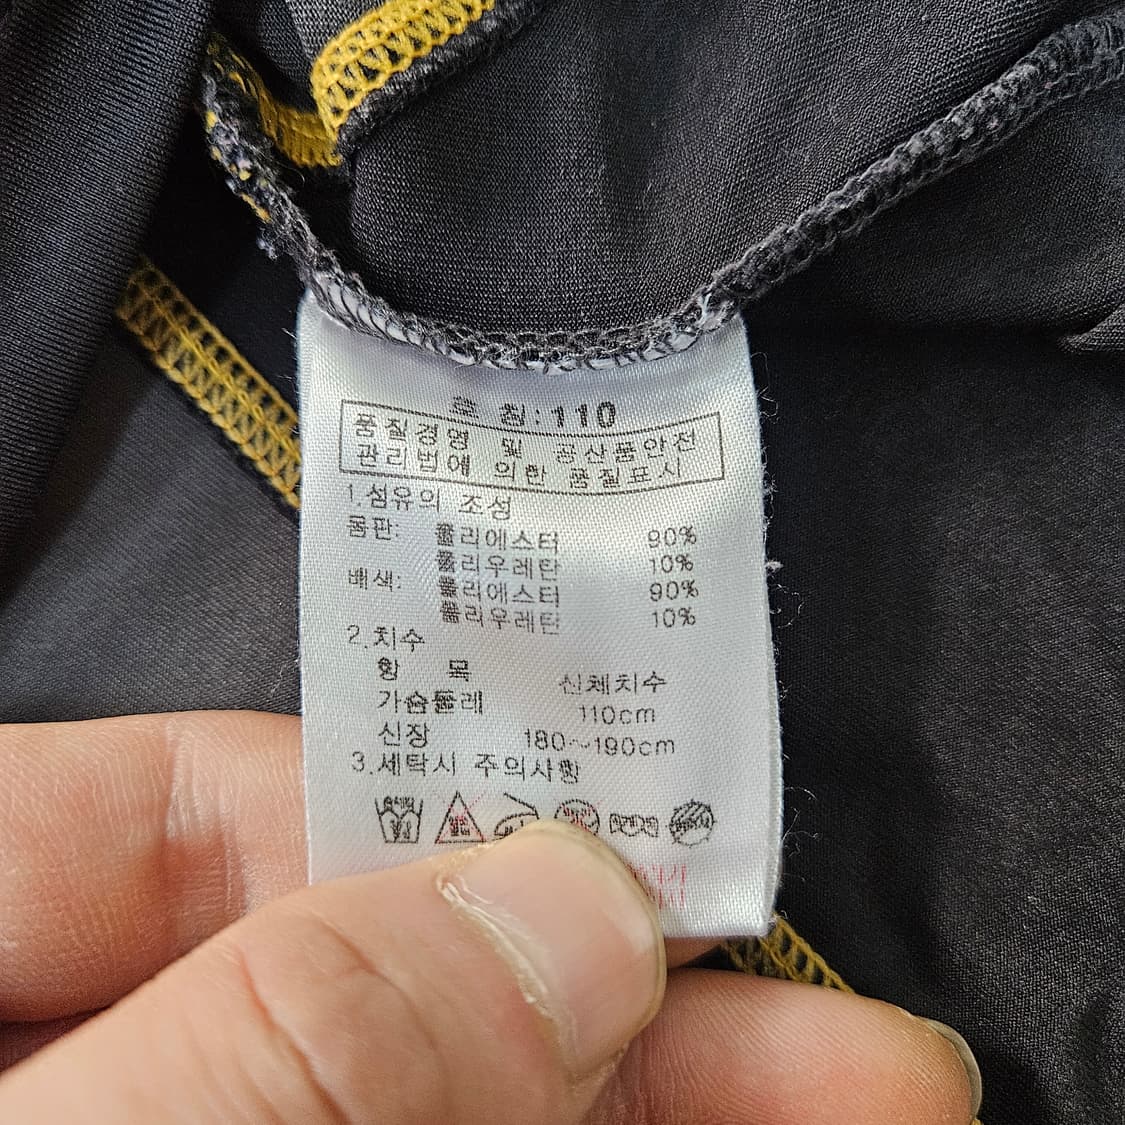 호 칭:110
품질경영 및 공산품안전
관리법에 의한 품질표시
1.섬유의 조성
몸판: 폴리에스터 90%
폴리우레탄 10%
배색: 폴리에스터 90%
폴리우레탄 10%
2.치수
항 목 신체치수
가슴둘레 110cm
신장 180~190cm
3.세탁시 주의사항